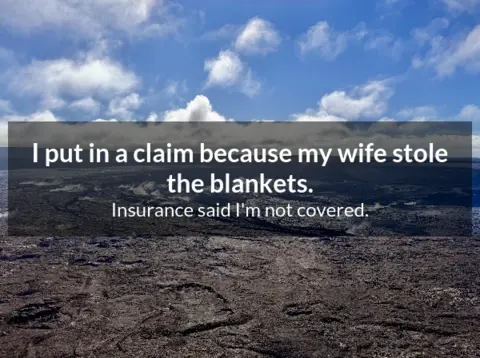 I put in a claim because my wife stole
the blankets.
Insurance said I'm not covered.